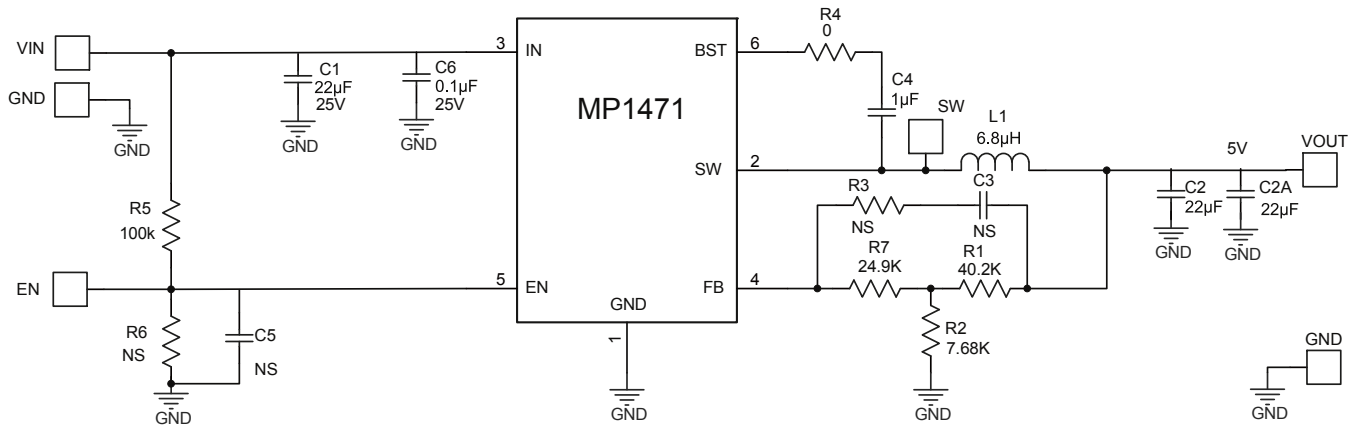 VIN
GND
GND
3
IN
C1
22µF
25V
GND
C6
0.1µF
25V
GND
MP1471
BST
6
R4
0
C4
1µF
SW
SW
2
L1
6.8µH
5V
VOUT
C2
22µF
GND
C2A
22µF
GND
R3
NS
C3
NS
R5
100k
R7
24.9K
R1
40.2K
EN
5
EN
FB
4
GND
1
GND
R6
NS
C5
NS
GND
R2
7.68K
GND
GND
GND